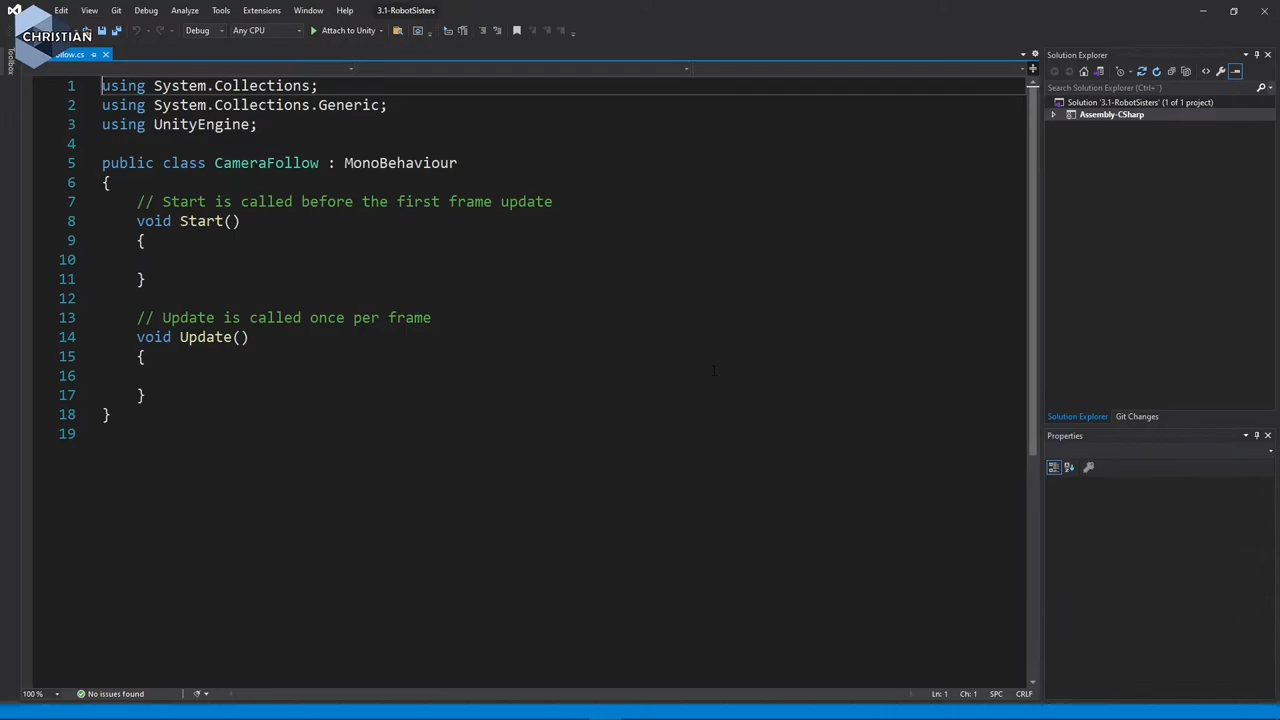 Edit View Git Debug Analyze Tools Extensions Window Help 3.1-RobotSisters
CHRISTIAN
Debug Any CPU Attach to Unity
Toolbox
ollow.cs
1 using System.Collections;
2 using System.Collections.Generic;
3 using UnityEngine;
4
5 public class CameraFollow : MonoBehaviour
6 {
7 // Start is called before the first frame update
8 void Start()
9 {
10
11 }
12
13 // Update is called once per frame
14 void Update()
15 {
16
17 }
18 }
19
100 % No issues found Ln: 1 Ch: 1 SPC CRLF
Solution Explorer
Search Solution Explorer (Ctrl+¨)
Solution '3.1-RobotSisters' (1 of 1 project)
Assembly-CSharp
Solution Explorer Git Changes
Properties